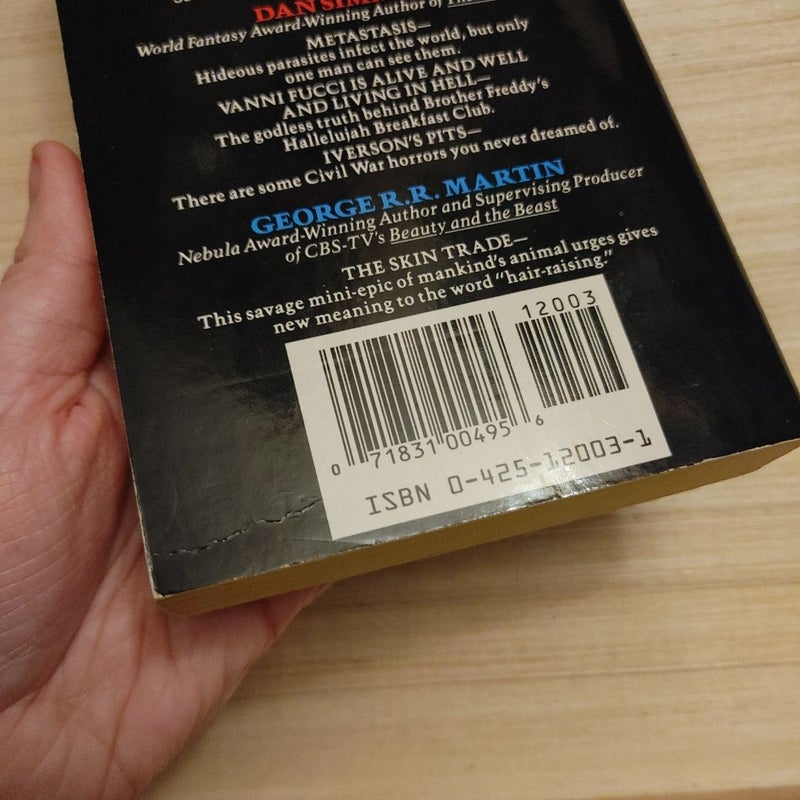 DAN SIM
World Fantasy Award-Winning Author of
METASTASIS—
Hideous parasites infect the world, but only
one man can see them.
VANNI FUCCI IS ALIVE AND WELL
AND LIVING IN HELL—
The godless truth behind Brother Freddy's
Hallelujah Breakfast Club.
IVERSON'S PITS—
There are some Civil War horrors you never dreamed of.
GEORGE R.R. MARTIN
Nebula Award-Winning Author and Supervising Producer
of CBS-TV's Beauty and the Beast
THE SKIN TRADE—
This savage mini-epic of mankind's animal urges gives
new meaning to the word "hair-raising."
12003
0 71831 00495 6
ISBN 0-425-12003-1